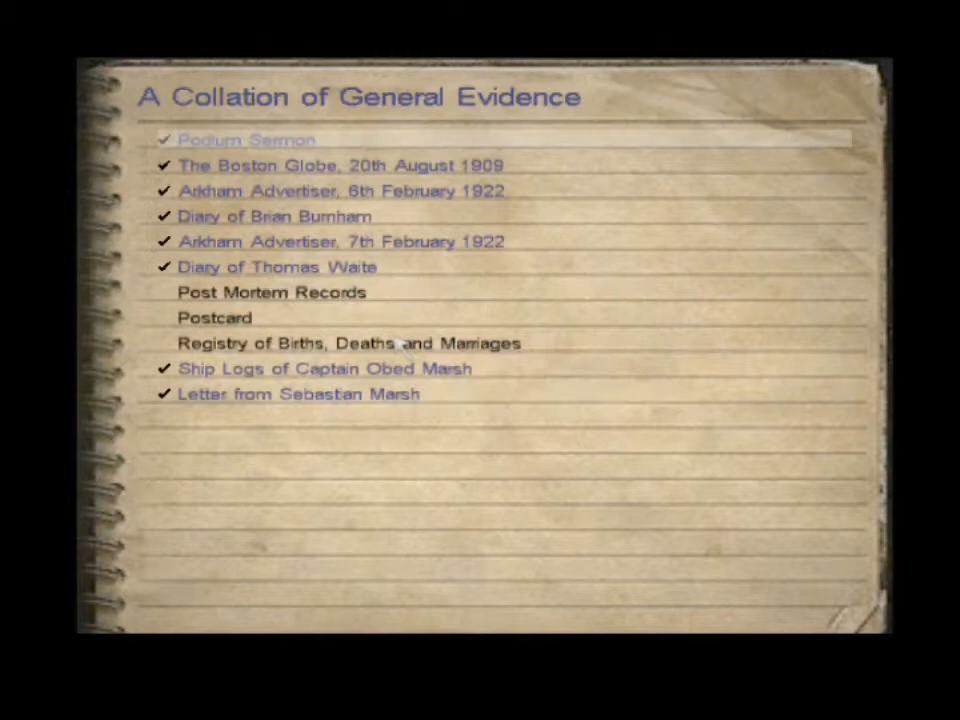 A Collation of General Evidence
✔ Podium Sermon
✔ The Boston Globe, 20th August 1909
✔ Arkham Advertiser, 6th February 1922
✔ Diary of Brian Burnham
✔ Arkham Advertiser, 7th February 1922
✔ Diary of Thomas Waite
Post Mortem Records
Postcard
Registry of Births, Deaths and Marriages
✔ Ship Logs of Captain Obed Marsh
✔ Letter from Sebastian Marsh